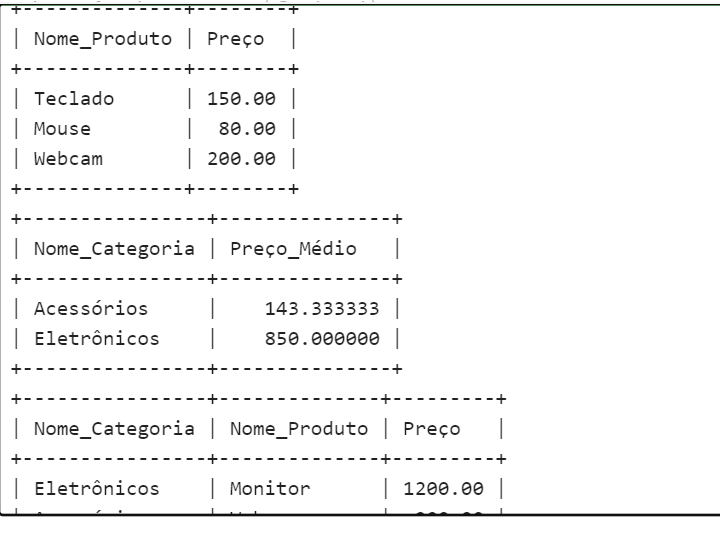 +--------------+--------+
| Nome_Produto | Preço  |
+--------------+--------+
| Teclado      | 150.00 |
| Mouse        |  80.00 |
| Webcam       | 200.00 |
+--------------+--------+
+----------------+---------------+
| Nome_Categoria | Preço_Médio   |
+----------------+---------------+
| Acessórios     |    143.333333 |
| Eletrônicos    |    850.000000 |
+----------------+---------------+
+----------------+--------------+---------+
| Nome_Categoria | Nome_Produto | Preço   |
+----------------+--------------+---------+
| Eletrônicos    | Monitor      | 1200.00 |